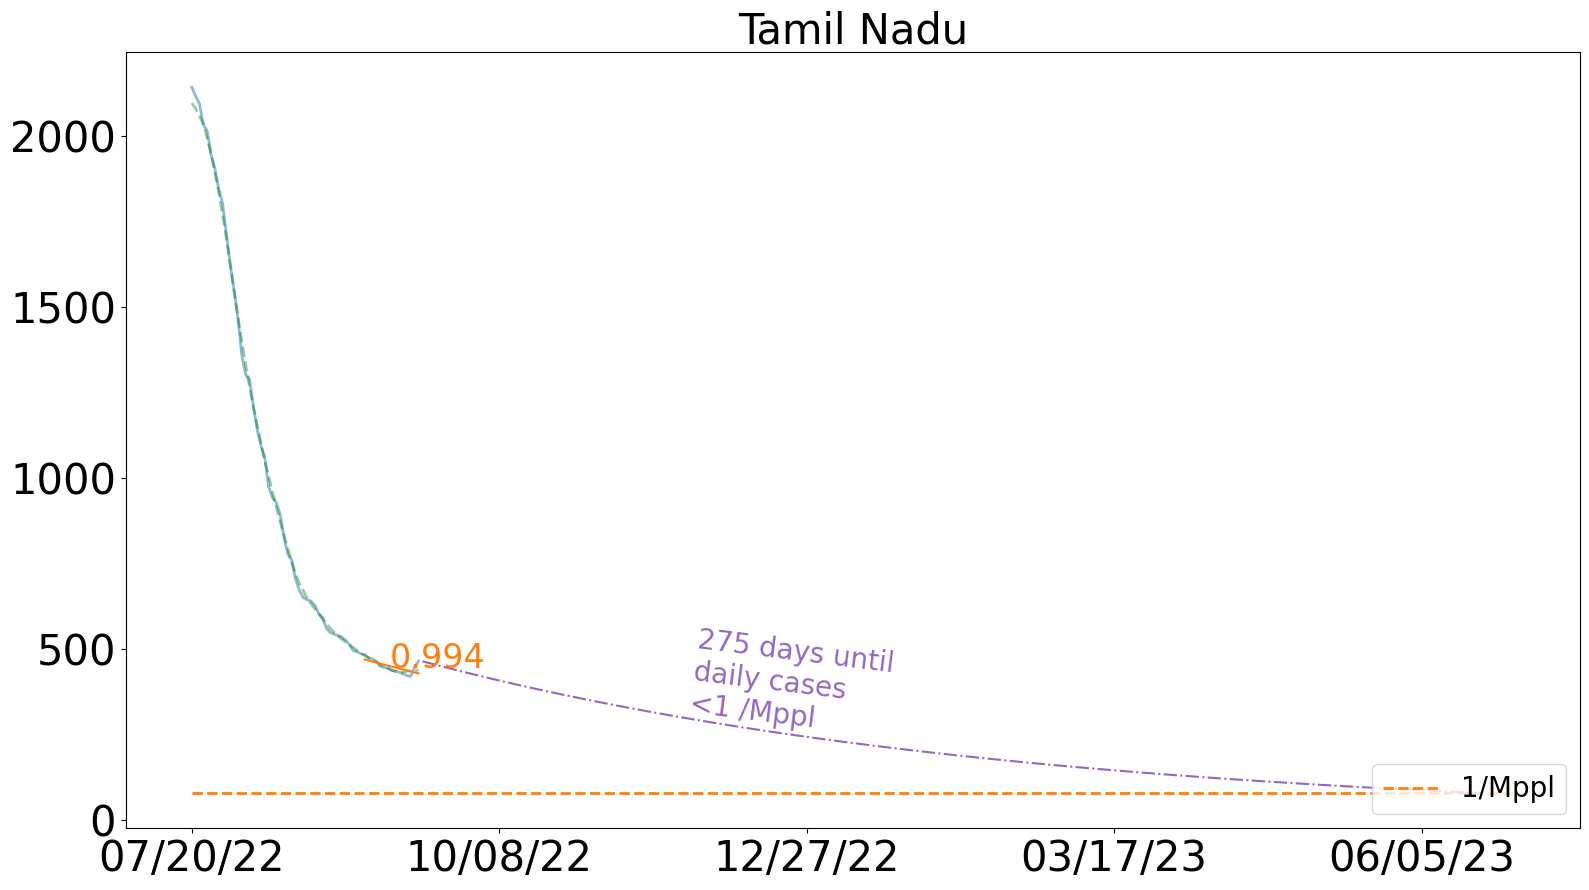 Tamil Nadu
2000
1500
1000
500
0
0.994
275 days until
daily cases
<1 /Mppl
1/Mppl
07/20/22
10/08/22
12/27/22
03/17/23
06/05/23